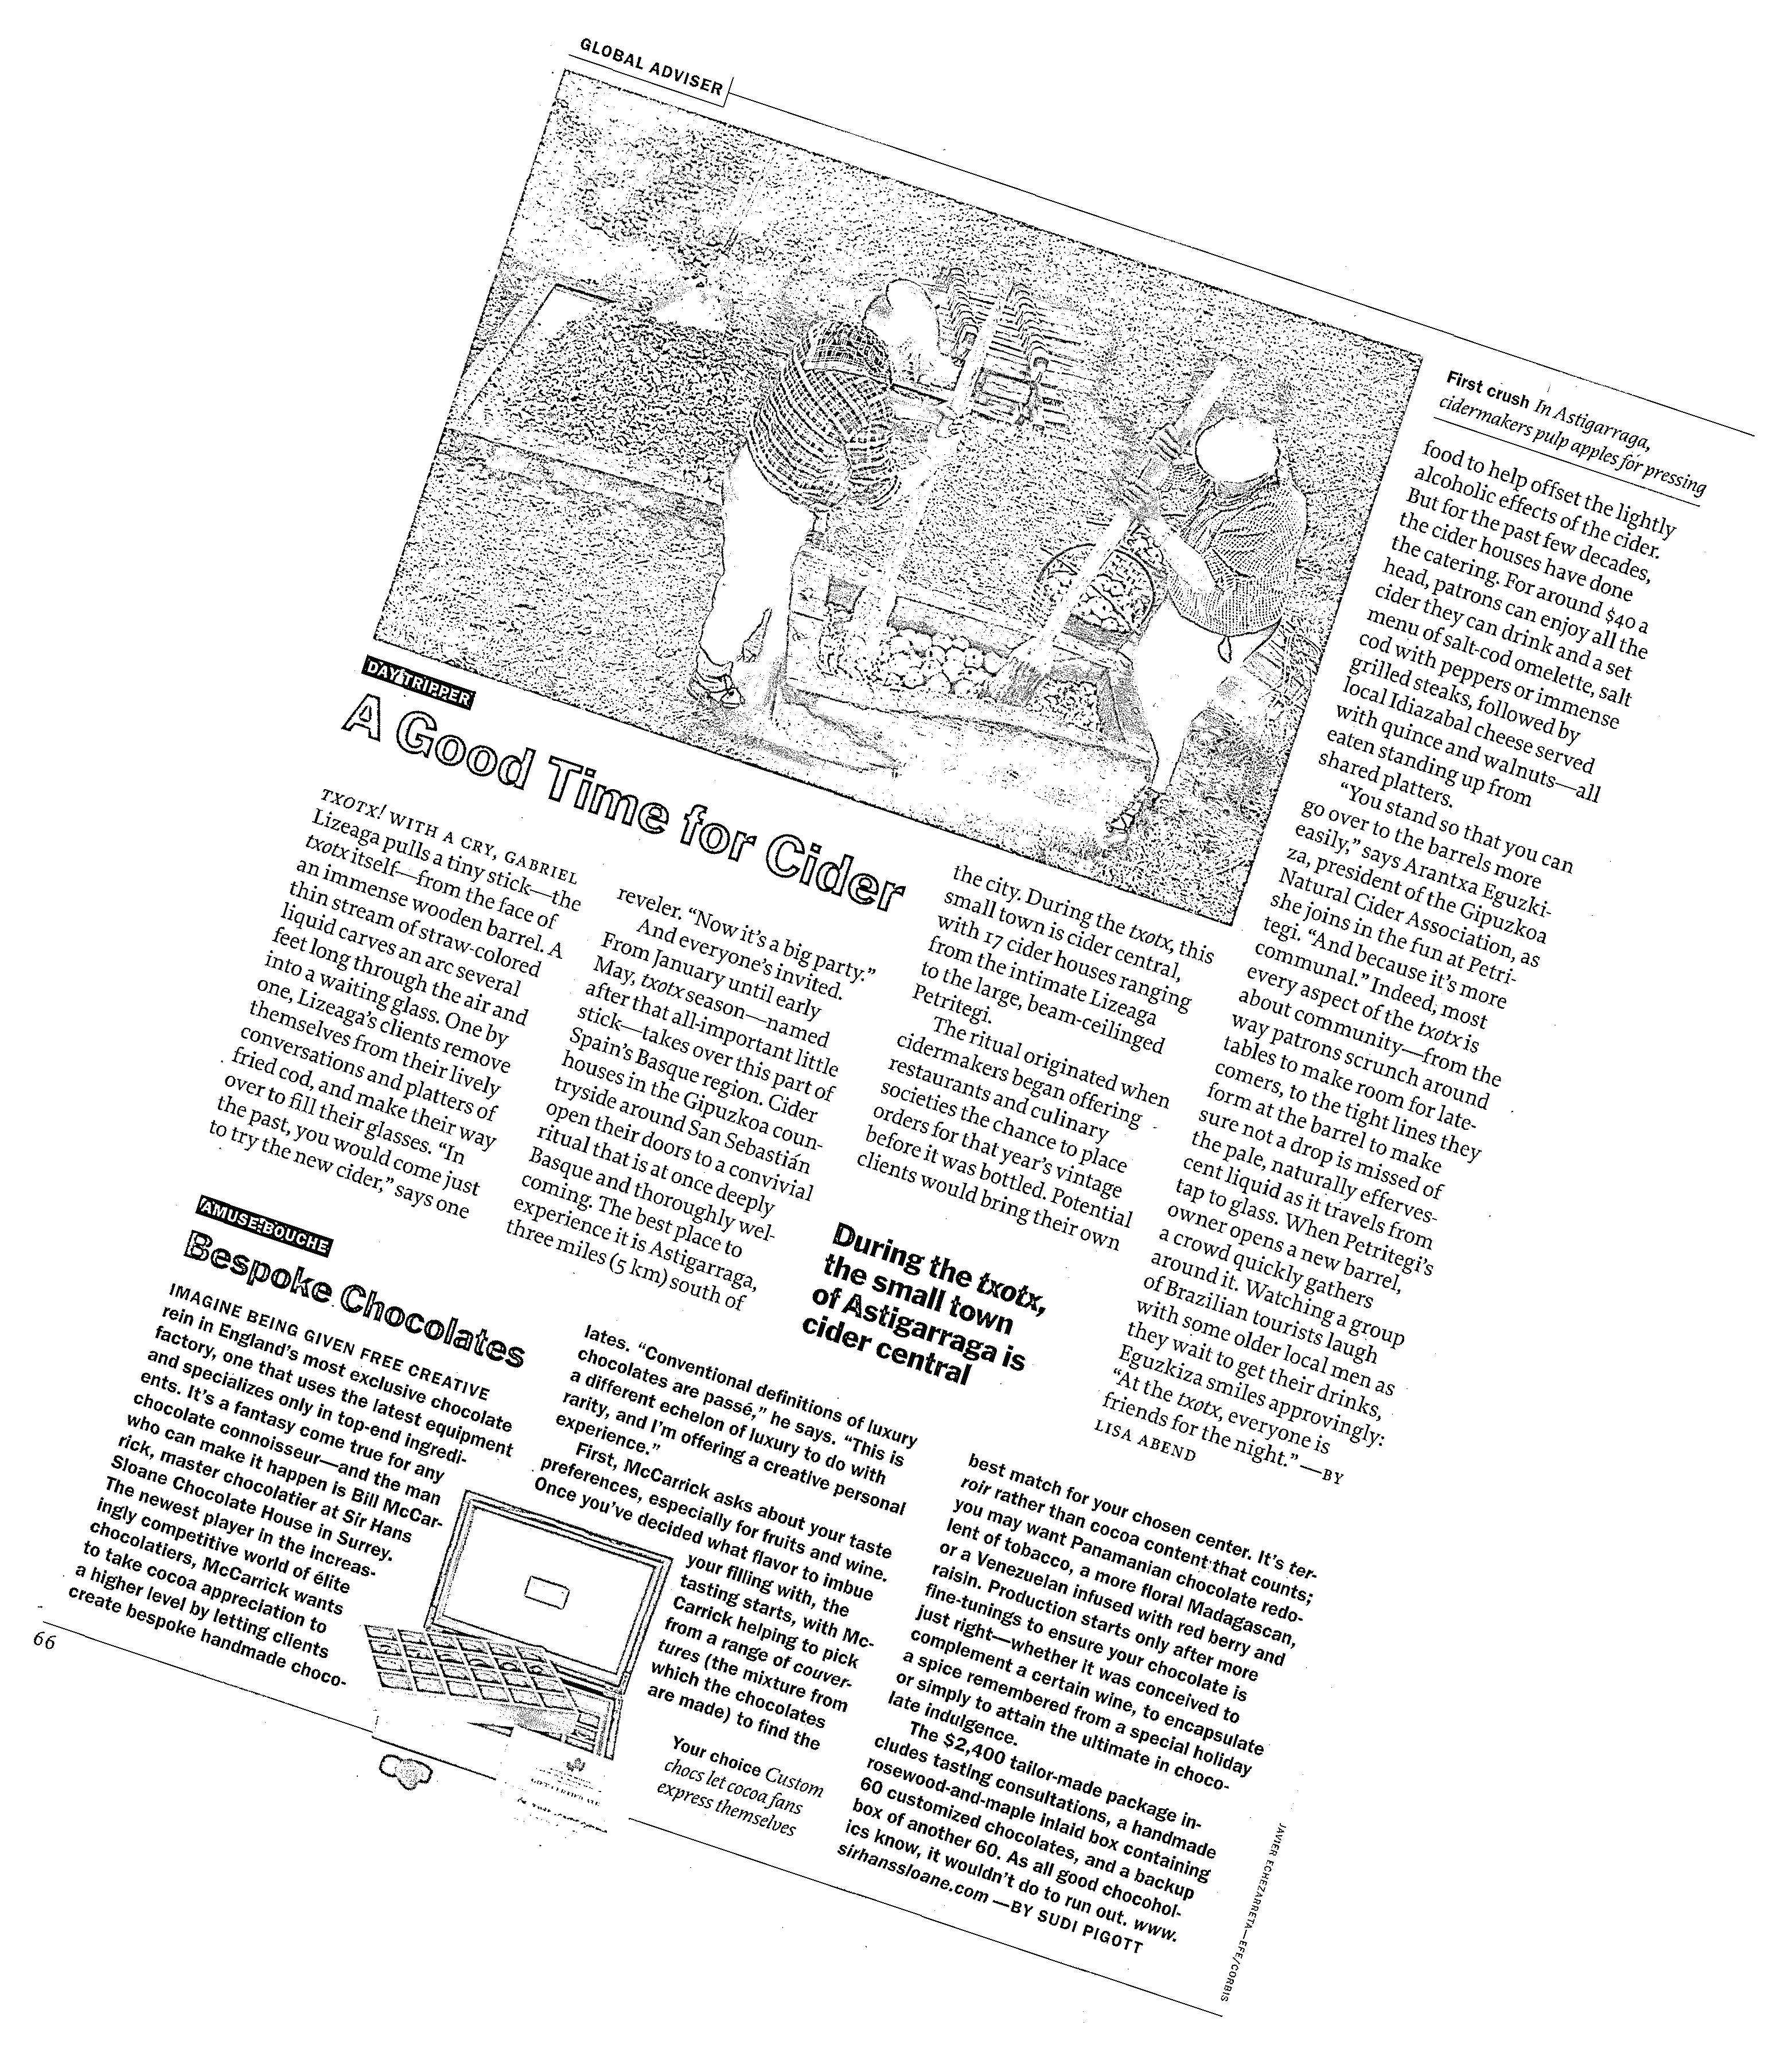 GLOBAL ADVISER
First crush In Astigarraga,
cidermakers pulp apples for pressing
DAY TRIPPER
A Good Time for Cider
TXOTX! WITH A CRY, GABRIEL
Lizeaga pulls a tiny stick—the
txotx itself—from the face of
an immense wooden barrel. A
thin stream of straw-colored
liquid carves an arc several
feet long through the air and
into a waiting glass. One by
one, Lizeaga's clients remove
themselves from their lively
conversations and platters of
fried cod, and make their way
over to fill their glasses. “In
the past, you would come just
to try the new cider,” says one
reveler. “Now it's a big party.”
And everyone's invited.
From January until early
May, txotx season—named
after that all-important little
stick—takes over this part of
Spain's Basque region. Cider
houses in the Gipuzkoa coun-
tryside around San Sebastián
open their doors to a convivial
ritual that is at once deeply
Basque and thoroughly wel-
coming. The best place to
experience it is Astigarraga,
three miles (5 km) south of
the city. During the txotx, this
small town is cider central,
with 17 cider houses ranging
from the intimate Lizeaga
to the large, beam-ceilinged
Petritegi.
The ritual originated when
cidermakers began offering
restaurants and culinary
societies the chance to place
orders for that year's vintage
before it was bottled. Potential
clients would bring their own
During the txotx,
the small town
of Astigarraga is
cider central
food to help offset the lightly
alcoholic effects of the cider.
But for the past few decades,
the cider houses have done
the catering. For around $40 a
head, patrons can enjoy all the
cider they can drink and a set
menu of salt-cod omelette, salt
cod with peppers or immense
grilled steaks, followed by
local Idiazabal cheese served
with quince and walnuts—all
eaten standing up from
shared platters.
“You stand so that you can
go over to the barrels more
easily,” says Arantxa Eguzki-
za, president of the Gipuzkoa
Natural Cider Association, as
she joins in the fun at Petri-
tegi. “And because it's more
communal.” Indeed, most
every aspect of the txotx is
about community—from the
way patrons scrunch around
tables to make room for late-
comers, to the tight lines they
form at the barrel to make
sure not a drop is missed of
the pale, naturally efferves-
cent liquid as it travels from
tap to glass. When Petritegi's
owner opens a new barrel,
a crowd quickly gathers
around it. Watching a group
of Brazilian tourists laugh
with some older local men as
they wait to get their drinks,
Eguzkiza smiles approvingly:
“At the txotx, everyone is
friends for the night.” —BY
LISA ABEND
AMUSE-BOUCHE
Bespoke Chocolates
IMAGINE BEING GIVEN FREE CREATIVE
rein in England's most exclusive chocolate
factory, one that uses the latest equipment
and specializes only in top-end ingredi-
ents. It's a fantasy come true for any
chocolate connoisseur—and the man
who can make it happen is Bill McCar-
rick, master chocolatier at Sir Hans
Sloane Chocolate House in Surrey.
The newest player in the increas-
ingly competitive world of élite
chocolatiers, McCarrick wants
to take cocoa appreciation to
a higher level by letting clients
create bespoke handmade choco-
lates. “Conventional definitions of luxury
chocolates are passé,” he says. “This is
a different echelon of luxury to do with
rarity, and I'm offering a creative personal
experience.”
First, McCarrick asks about your taste
preferences, especially for fruits and wine.
Once you've decided what flavor to imbue
your filling with, the
tasting starts, with Mc-
Carrick helping to pick
from a range of couver-
tures (the mixture from
which the chocolates
are made) to find the
Your choice Custom
chocs let cocoa fans
express themselves
best match for your chosen center. It's ter-
roir rather than cocoa content that counts;
you may want Panamanian chocolate redo-
lent of tobacco, a more floral Madagascan,
or a Venezuelan infused with red berry and
raisin. Production starts only after more
fine-tunings to ensure your chocolate is
just right—whether it was conceived to
complement a certain wine, to encapsulate
a spice remembered from a special holiday
or simply to attain the ultimate in choco-
late indulgence.
The $2,400 tailor-made package in-
cludes tasting consultations, a handmade
rosewood-and-maple inlaid box containing
60 customized chocolates, and a backup
box of another 60. As all good chocohol-
ics know, it wouldn't do to run out. www.
sirhanssloane.com —BY SUDI PIGOTT
JAVIER ECHEZARRETA—EFE/CORBIS
66